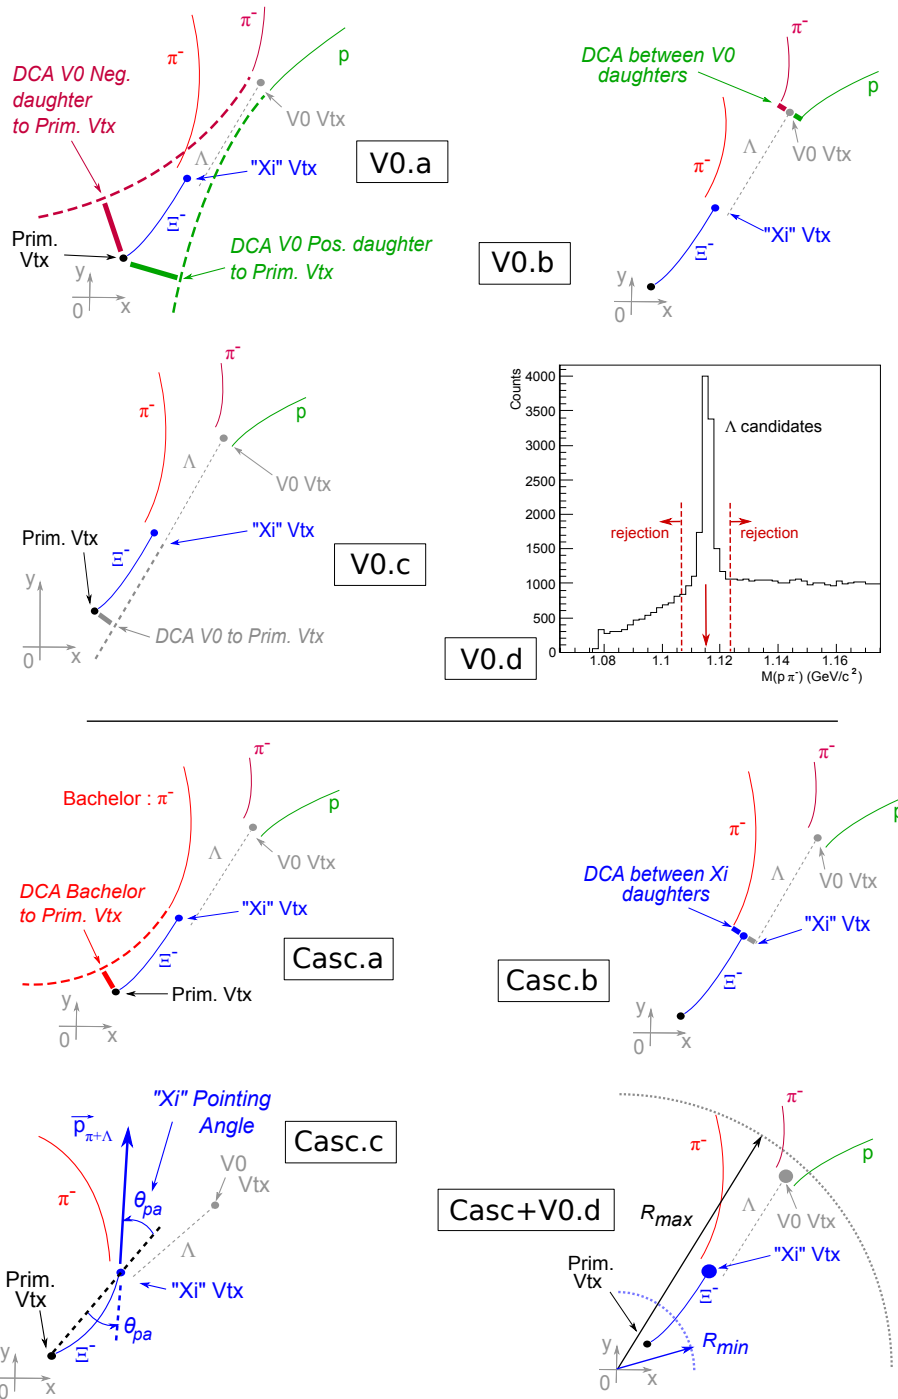 π⁻
π⁻
p
DCA V0 Neg.
daughter
to Prim. Vtx
V0 Vtx
Λ
"Xi" Vtx
V0.a
Ξ⁻
Prim.
Vtx
DCA V0 Pos. daughter
to Prim. Vtx
y
0
x
π⁻
DCA between V0
daughters
p
V0 Vtx
Λ
π⁻
"Xi" Vtx
Ξ⁻
V0.b
y
0
x
π⁻
π⁻
p
Λ
V0 Vtx
Prim. Vtx
"Xi" Vtx
Ξ⁻
V0.c
y
0
x
DCA V0 to Prim. Vtx
Counts
4000
3500
3000
2500
2000
1500
1000
500
0
Λ candidates
rejection
rejection
1.08
1.1
1.12
1.14
1.16
M(p π⁻) (GeV/c²)
V0.d
π⁻
Bachelor : π⁻
p
Λ
V0 Vtx
DCA Bachelor
to Prim. Vtx
"Xi" Vtx
Ξ⁻
Casc.a
Prim. Vtx
y
0
x
π⁻
π⁻
p
DCA between Xi
daughters
Λ
V0 Vtx
"Xi" Vtx
Ξ⁻
Casc.b
y
0
x
"Xi" Pointing
Angle
p⃗π+Λ
Casc.c
π⁻
θpa
V0
Vtx
Λ
Prim.
Vtx
"Xi" Vtx
θpa
Ξ⁻
y
0
x
π⁻
π⁻
p
Casc+V0.d
Rmax
Λ
V0 Vtx
"Xi" Vtx
Prim.
Vtx
Ξ⁻
Rmin
y
0
x